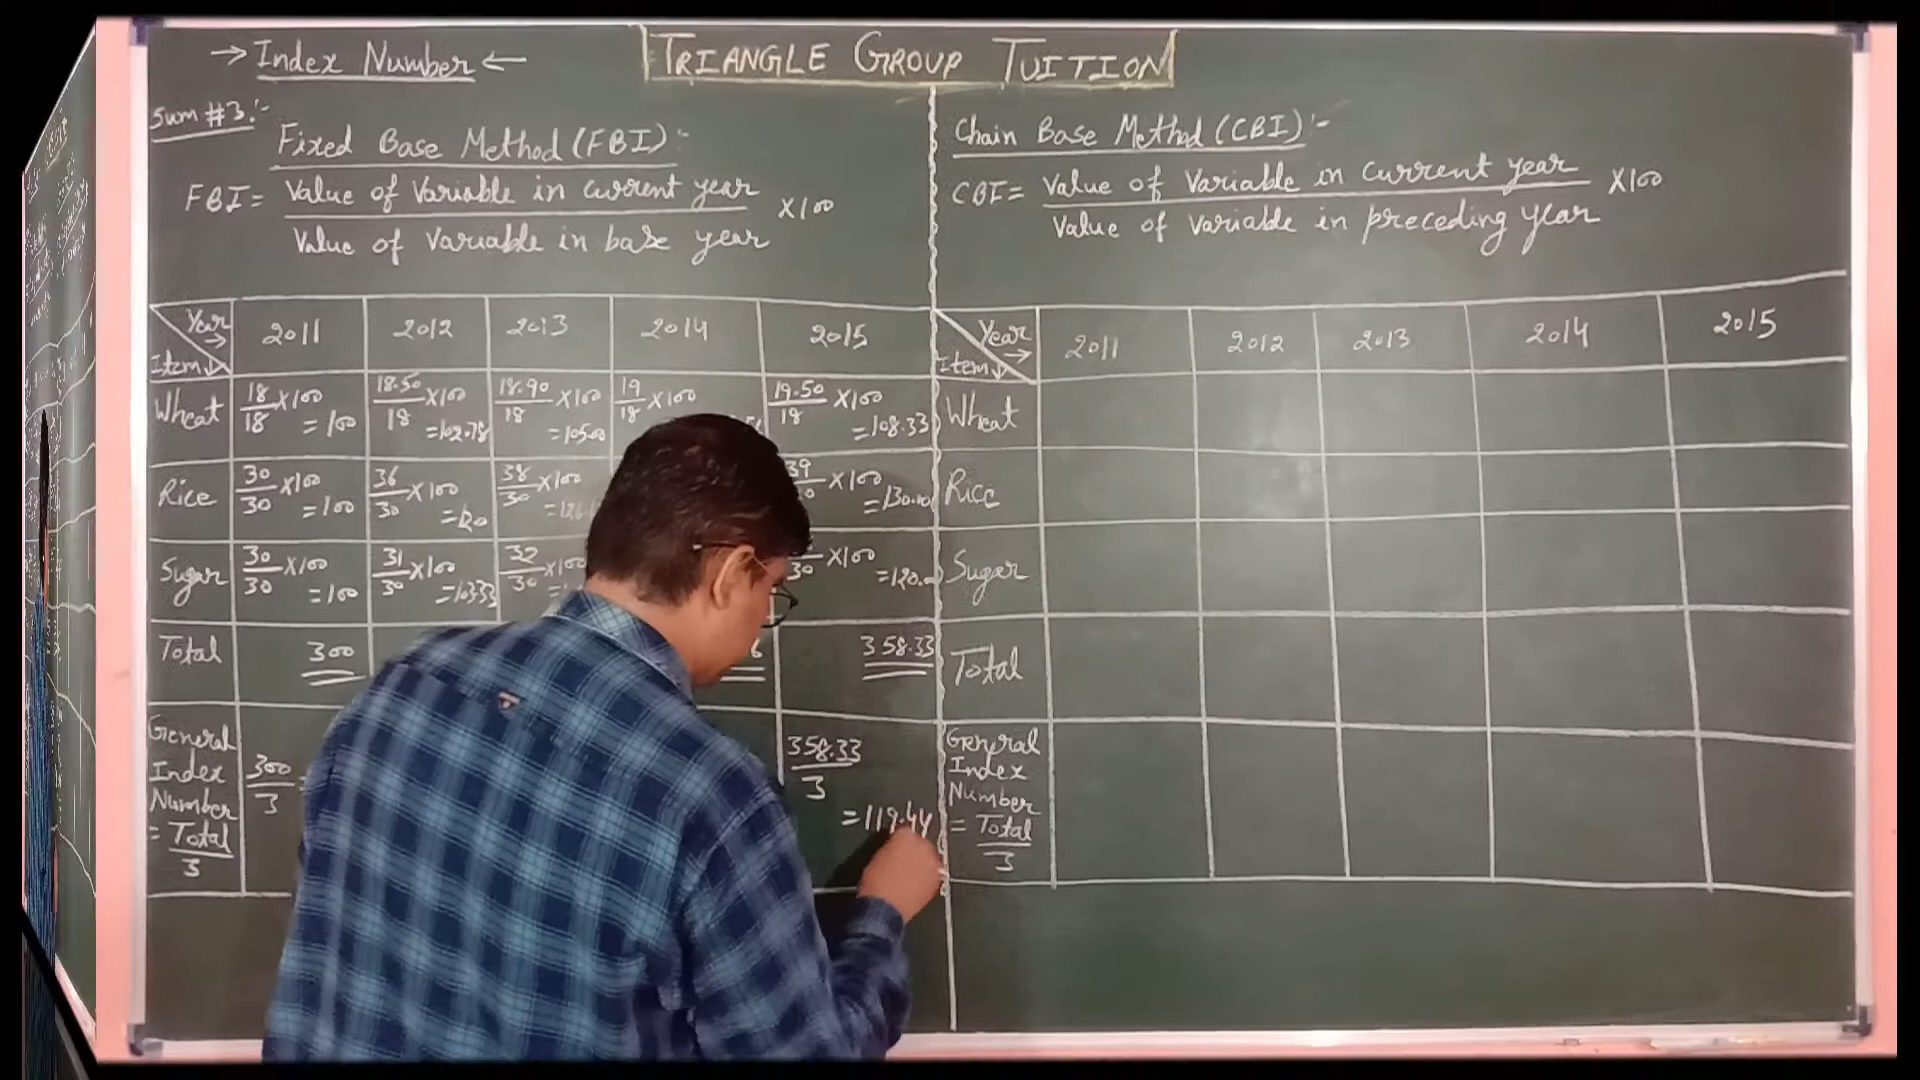 → Index Number ←
TRIANGLE GROUP TUITION
Sum #3:-
Fixed Base Method (FBI):-
FBI = Value of Variable in current year / Value of Variable in base year ×100
Chain Base Method (CBI):-
CBI = Value of Variable in current year / Value of Variable in preceding year ×100
Year → Item ↓ 2011 2012 2013 2014 2015
Wheat 18/18 ×100 = 100 18.50/18 ×100 = 102.78 18.90/18 ×100 = 105.00 19/18 ×100 19.50/18 ×100 = 108.33
Rice 30/30 ×100 = 100 36/30 ×100 = 120 38/30 ×100 39 ×100 = 130.00
Sugar 30/30 ×100 = 100 31/30 ×100 = 103.33 32/30 ×100 30 ×100 = 120.00
Total 300 358.33
General Index Number = Total/3 300/3 = 358.33/3 = 119.44
Year → Item ↓ 2011 2012 2013 2014 2015
Wheat
Rice
Sugar
Total
General Index Number = Total/3